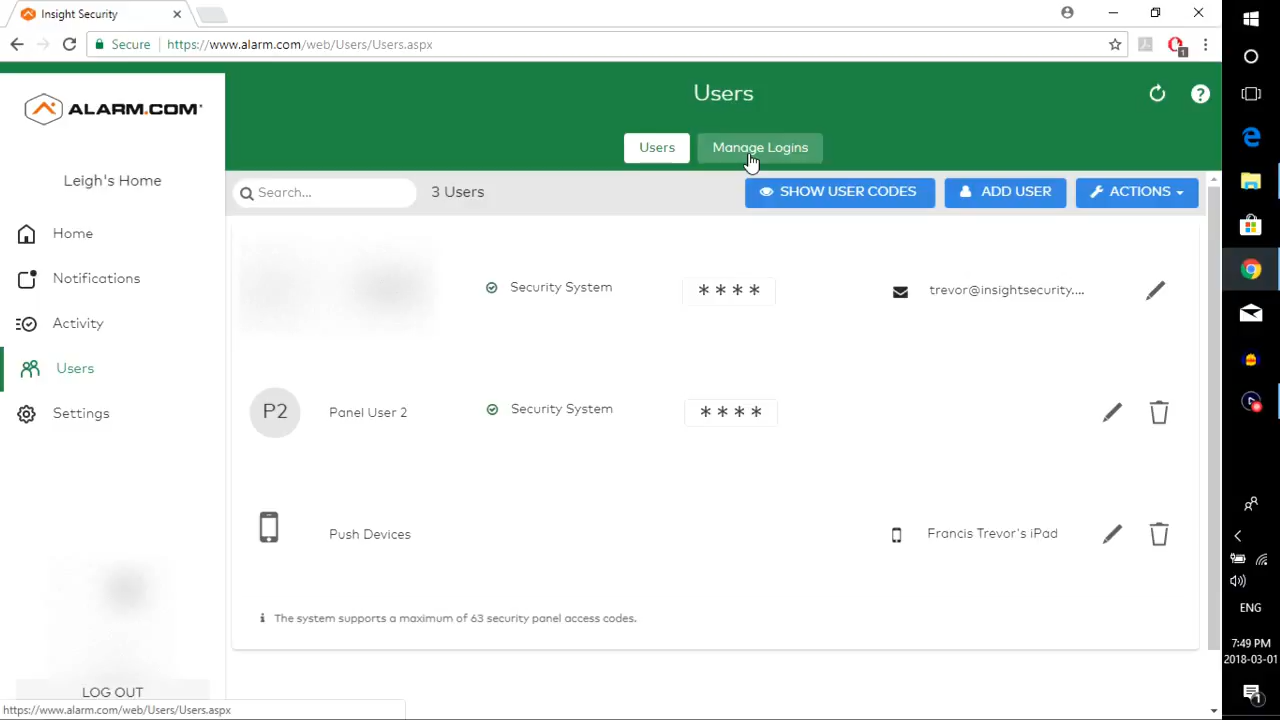 Insight Security
Secure
https://www.alarm.com/web/Users/Users.aspx
1
ALARM.COM
Leigh's Home
Home
Notifications
Activity
Users
Settings
LOG OUT
https://www.alarm.com/web/Users/Users.aspx
Users
Users
Manage Logins
Search...
3 Users
SHOW USER CODES
ADD USER
ACTIONS
Security System
* * * *
trevor@insightsecurity....
P2
Panel User 2
Security System
* * * *
Push Devices
Francis Trevor's iPad
The system supports a maximum of 63 security panel access codes.
ENG
7:49 PM
2018-03-01
1